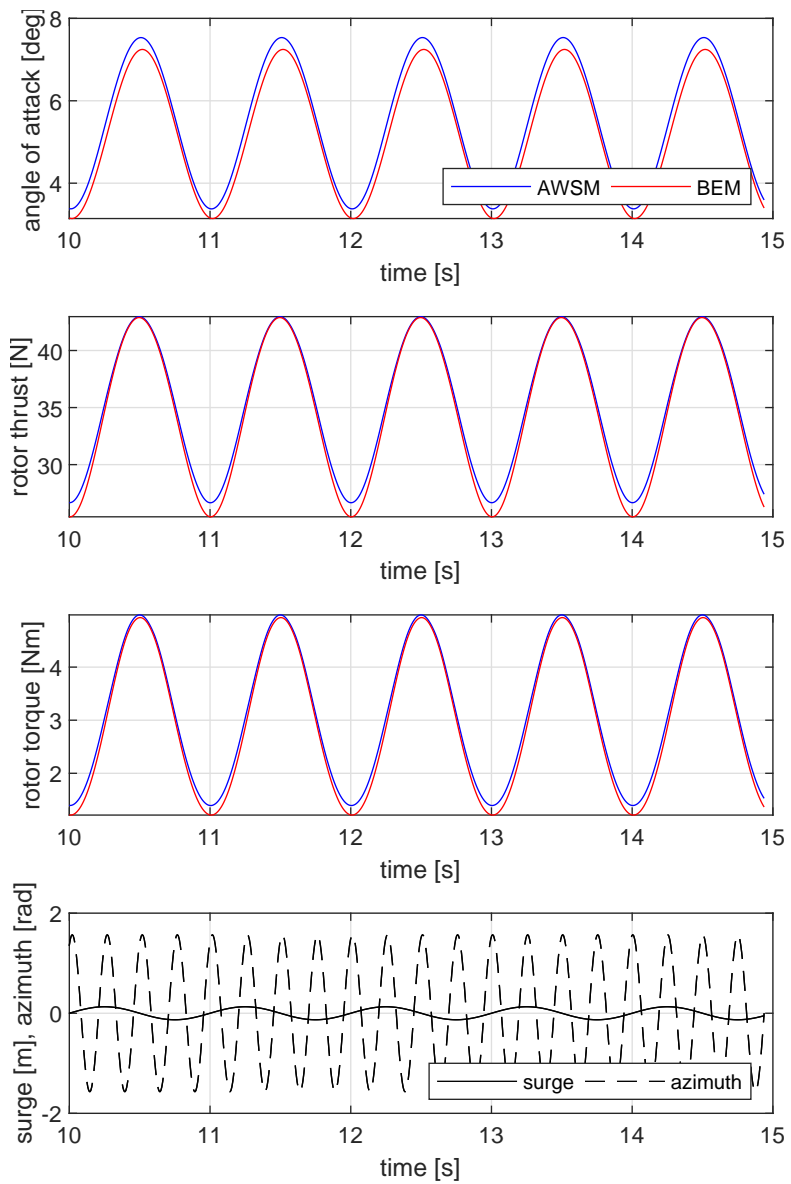 angle of attack [deg]
8
6
4
AWSM BEM
10 11 12 13 14 15
time [s]
rotor thrust [N]
40
35
30
10 11 12 13 14 15
time [s]
rotor torque [Nm]
4
3
2
10 11 12 13 14 15
time [s]
surge [m], azimuth [rad]
2
0
-2
surge azimuth
10 11 12 13 14 15
time [s]